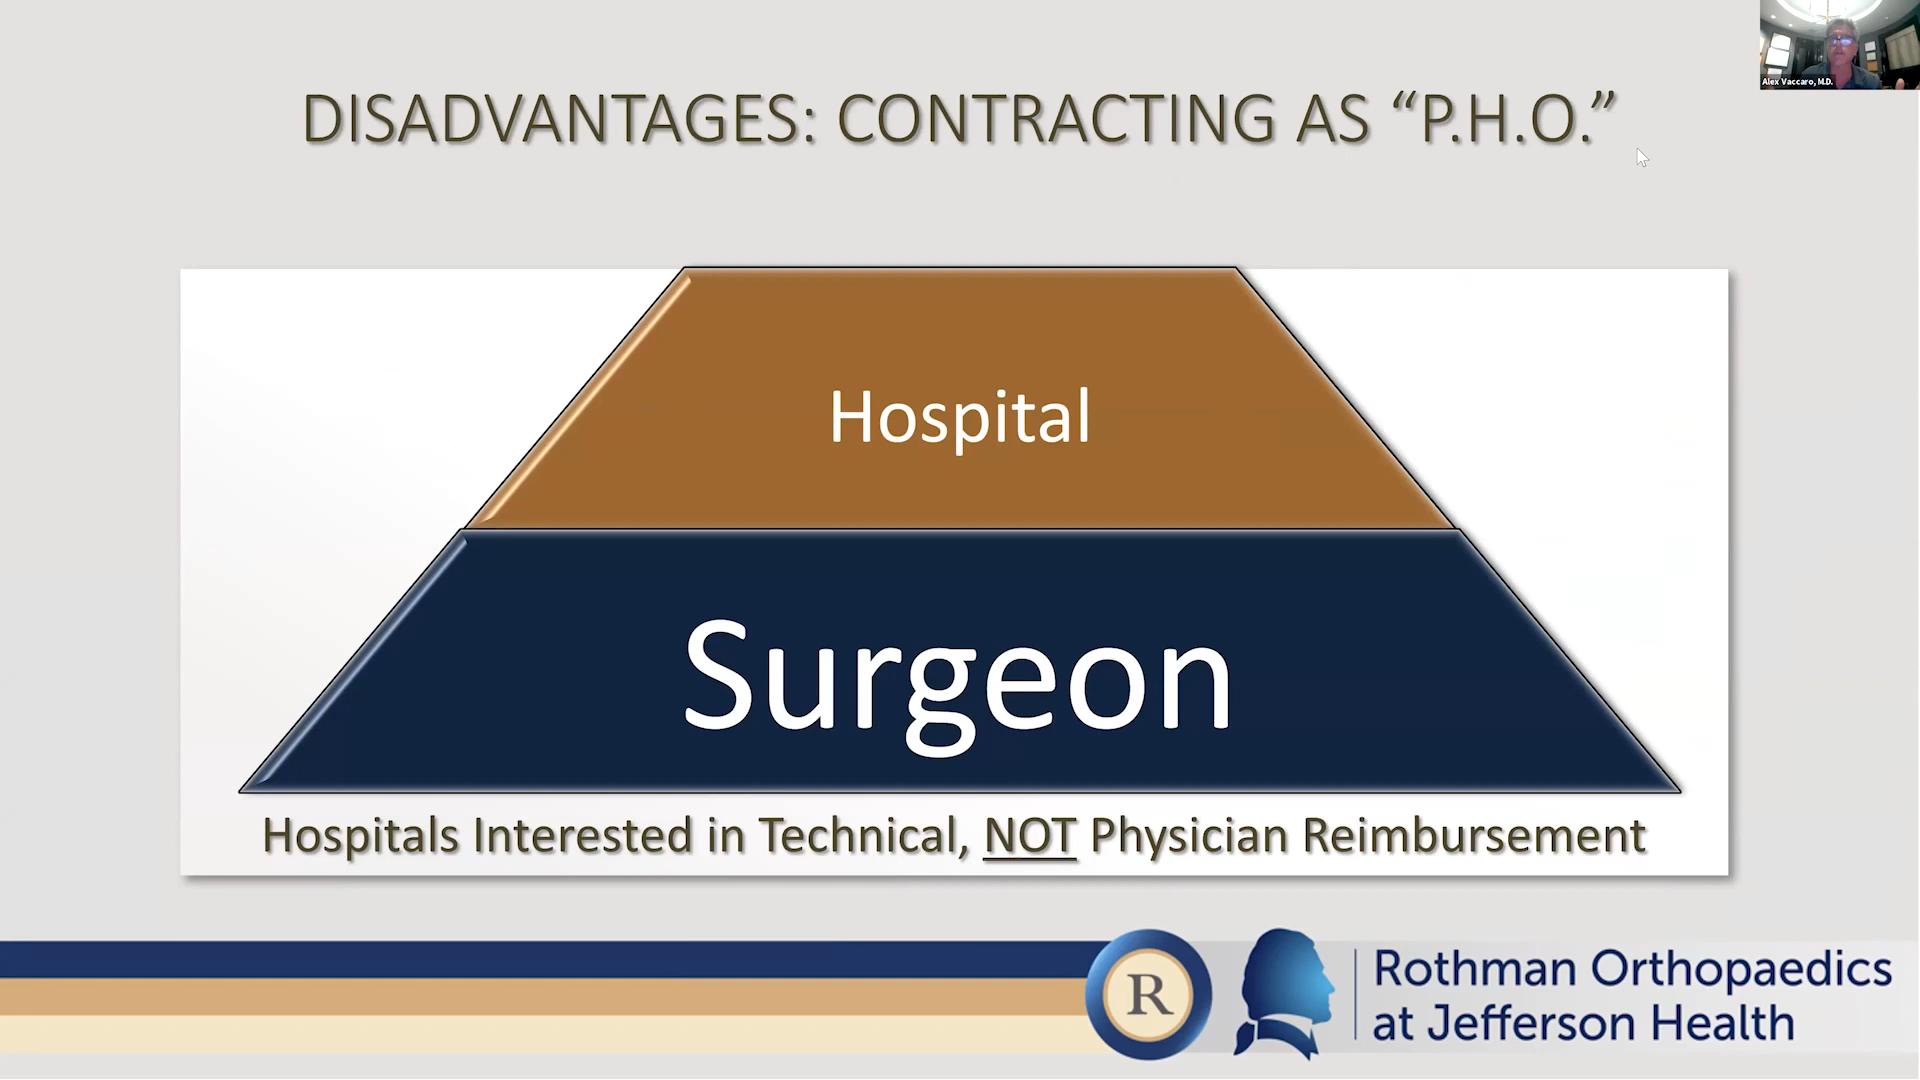 Alex Vaccaro, M.D.
DISADVANTAGES: CONTRACTING AS “P.H.O.”
Hospital
Surgeon
Hospitals Interested in Technical, NOT Physician Reimbursement
R
Rothman Orthopaedics
at Jefferson Health